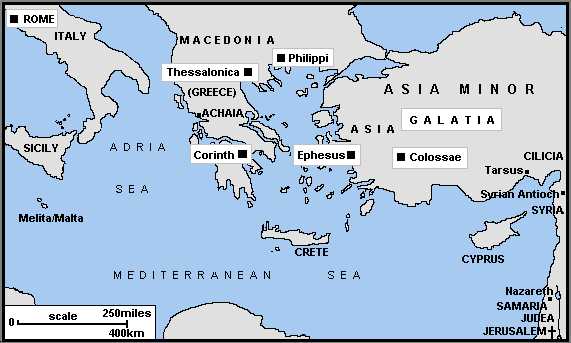 ROME
ITALY
MACEDONIA
Philippi
Thessalonica
(GREECE)
ASIA MINOR
ACHAIA
GALATIA
ASIA
SICILY
ADRIA
SEA
Corinth
Ephesus
Colossae
CILICIA
Tarsus
Syrian Antioch
SYRIA
Melita/Malta
CRETE
CYPRUS
MEDITERRANEAN SEA
Nazareth
SAMARIA
JUDEA
JERUSALEM
scale 250miles
0
400km